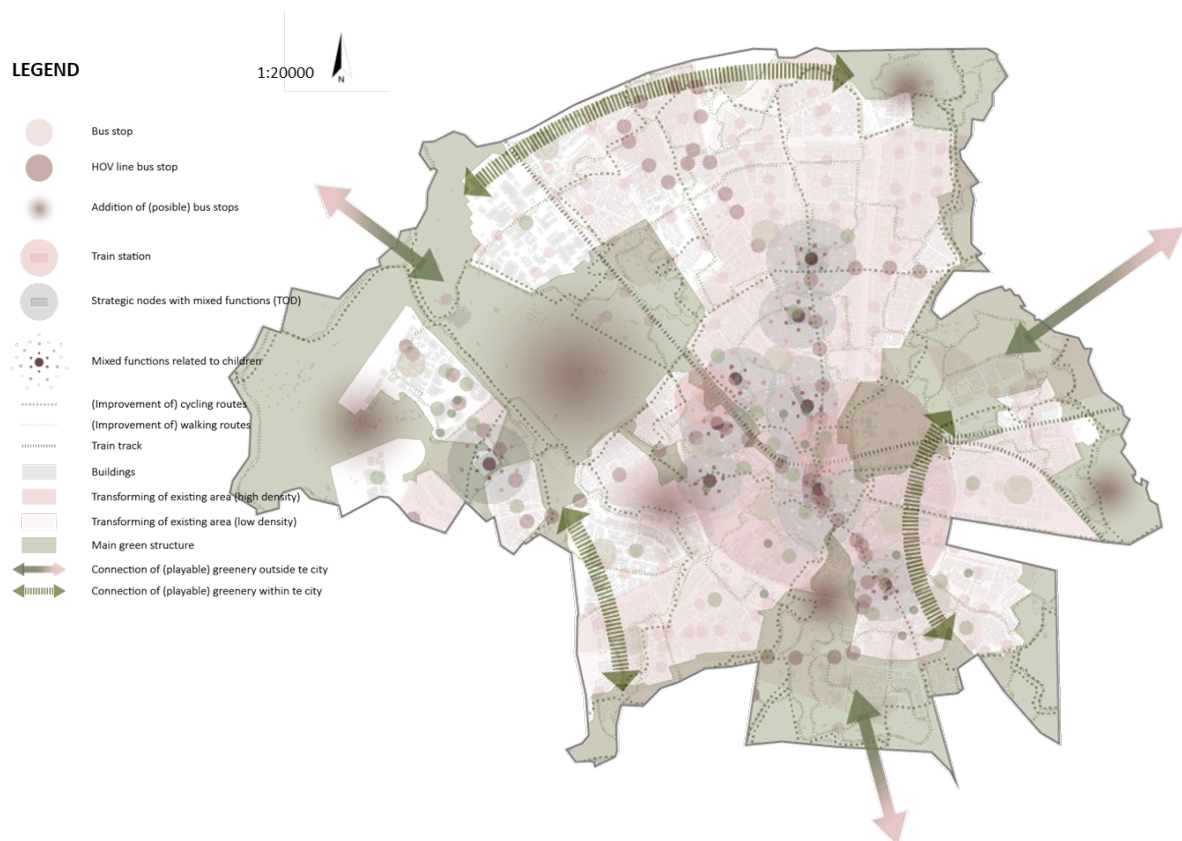 LEGEND
1:20000
N
Bus stop
HOV line bus stop
Addition of (posible) bus stops
Train station
Strategic nodes with mixed functions (TOD)
Mixed functions related to children
(Improvement of) cycling routes
(Improvement of) walking routes
Train track
Buildings
Transforming of existing area (high density)
Transforming of existing area (low density)
Main green structure
Connection of (playable) greenery outside te city
Connection of (playable) greenery within te city